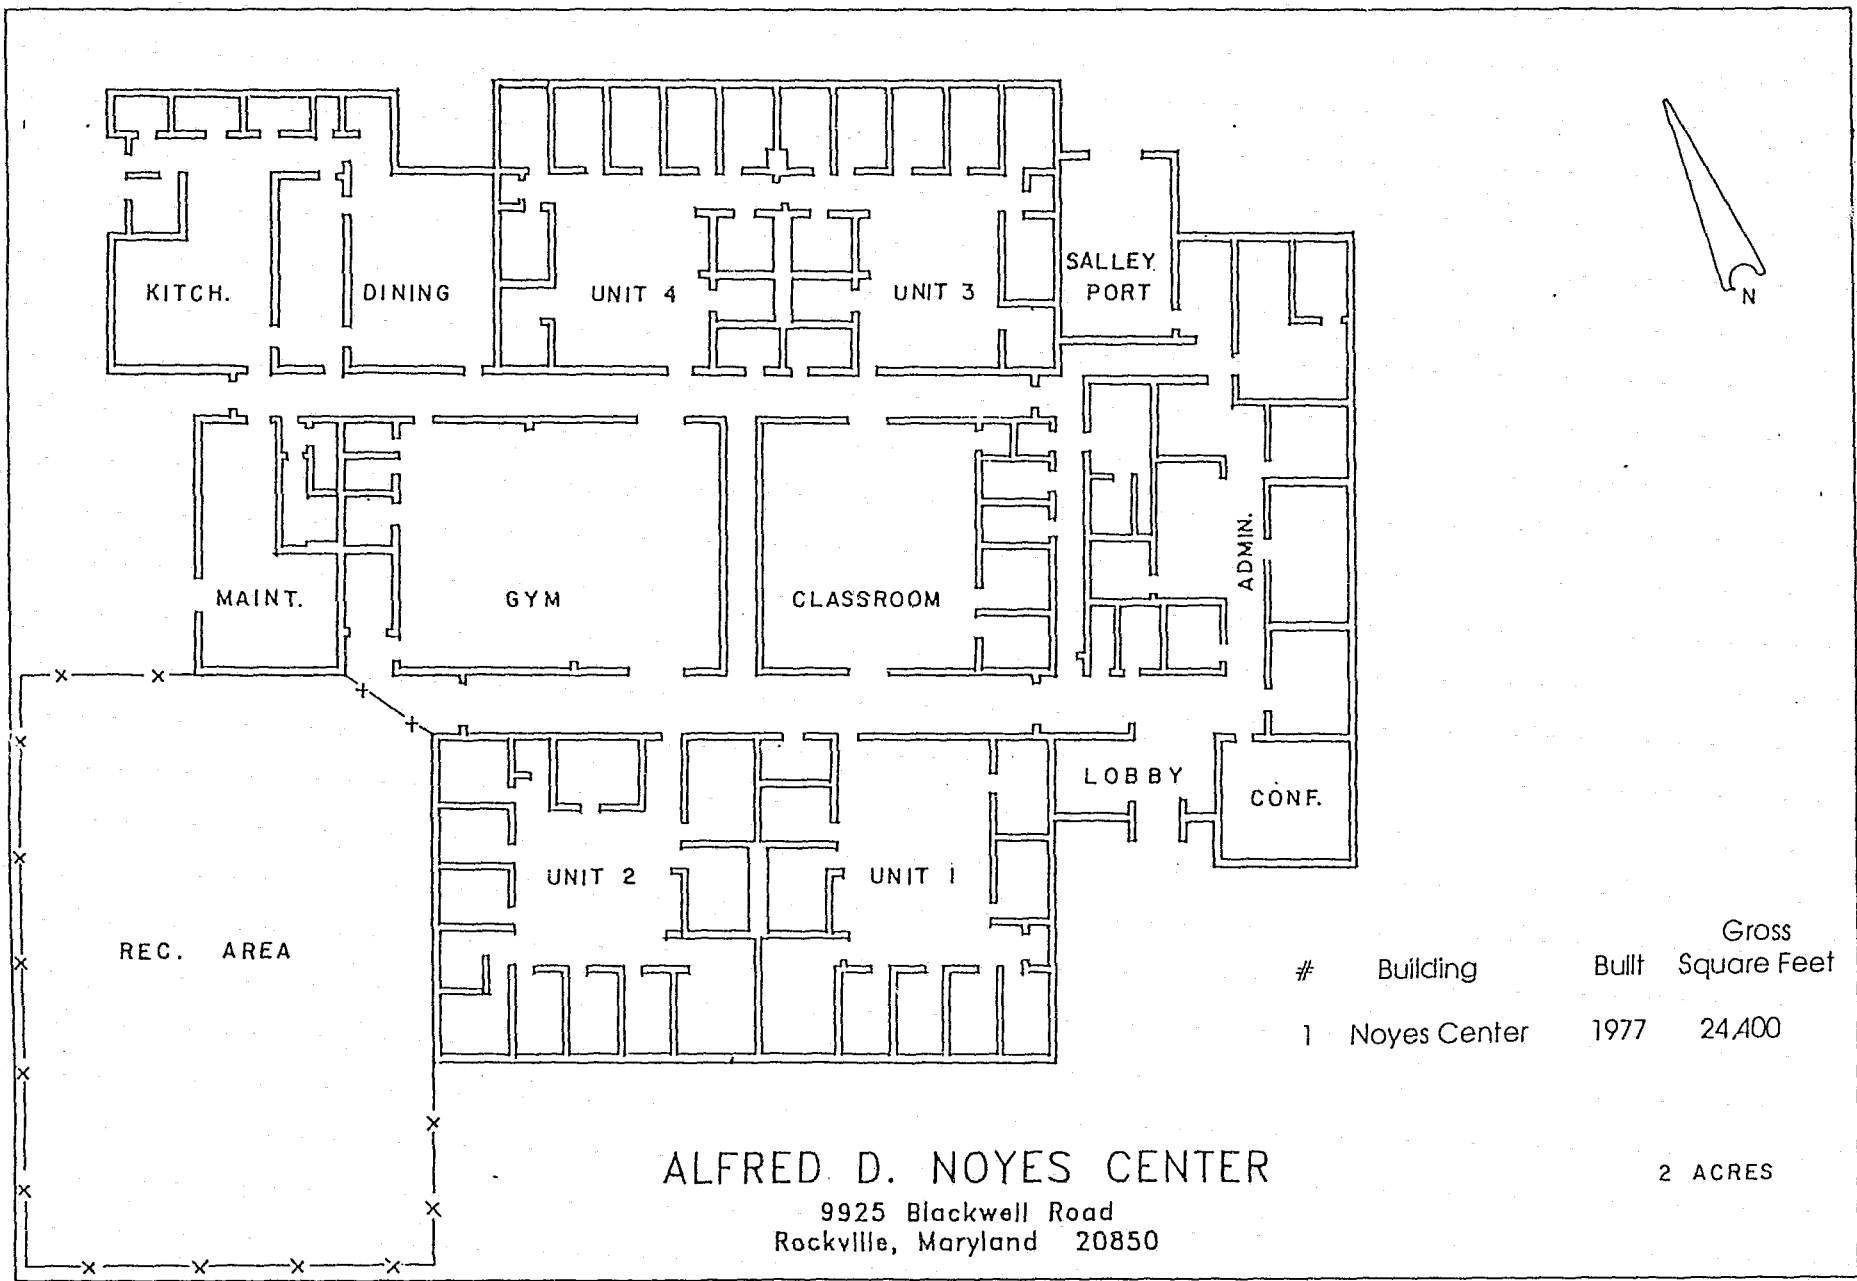 KITCH.
DINING
UNIT 4
UNIT 3
SALLEY
PORT
N
MAINT.
GYM
CLASSROOM
ADMIN.
LOBBY
CONF.
UNIT 2
UNIT 1
REC. AREA
# Building Built Gross Square Feet
1 Noyes Center 1977 24,400
ALFRED D. NOYES CENTER
9925 Blackwell Road
Rockville, Maryland 20850
2 ACRES